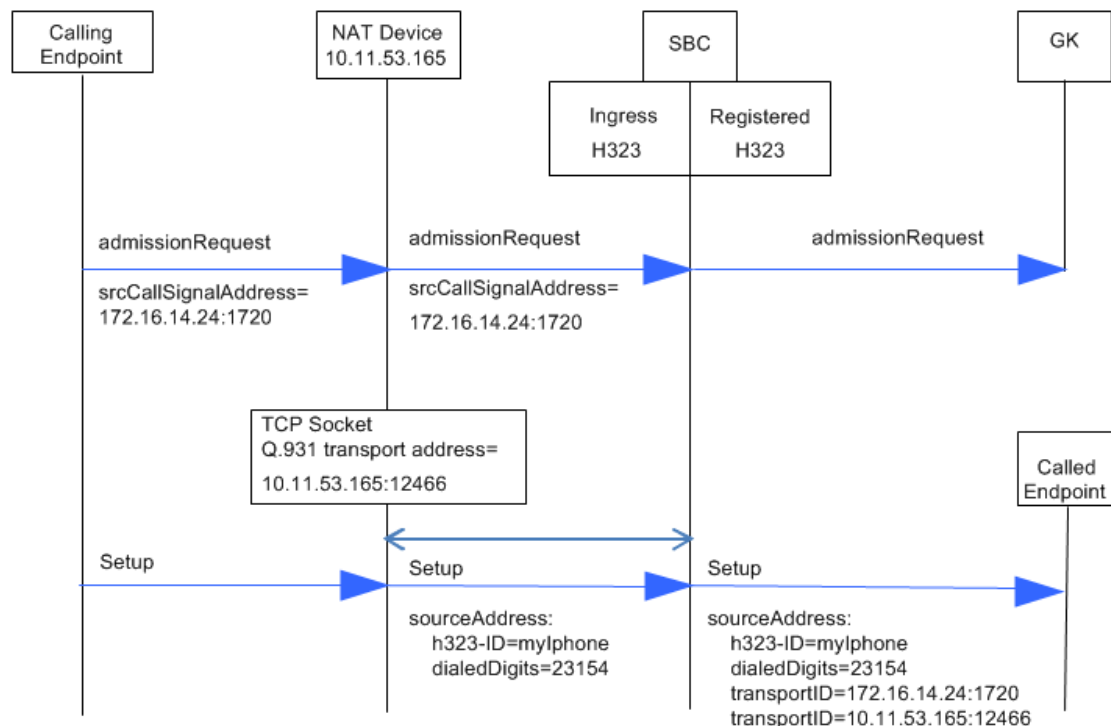 Calling
Endpoint
NAT Device
10.11.53.165
SBC
GK
Ingress
H323
Registered
H323
admissionRequest
admissionRequest
admissionRequest
srcCallSignalAddress=
172.16.14.24:1720
srcCallSignalAddress=
172.16.14.24:1720
TCP Socket
Q.931 transport address=
10.11.53.165:12466
Called
Endpoint
Setup
Setup
Setup
sourceAddress:
h323-ID=myIphone
dialedDigits=23154
sourceAddress:
h323-ID=myIphone
dialedDigits=23154
transportID=172.16.14.24:1720
transportID=10.11.53.165:12466